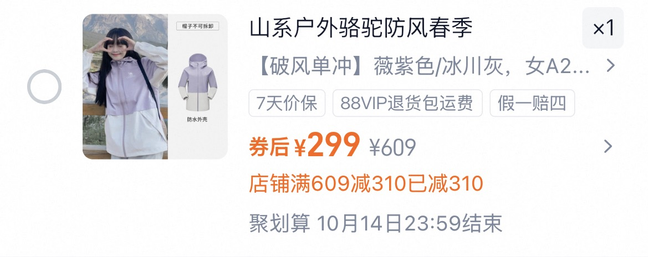 帽子不可拆卸
防水外壳
山系户外骆驼防风春季
×1
【破风单冲】薇紫色/冰川灰，女A2...
7天价保
88VIP退货包运费
假一赔四
券后¥299 ¥609
店铺满609减310已减310
聚划算 10月14日23:59结束